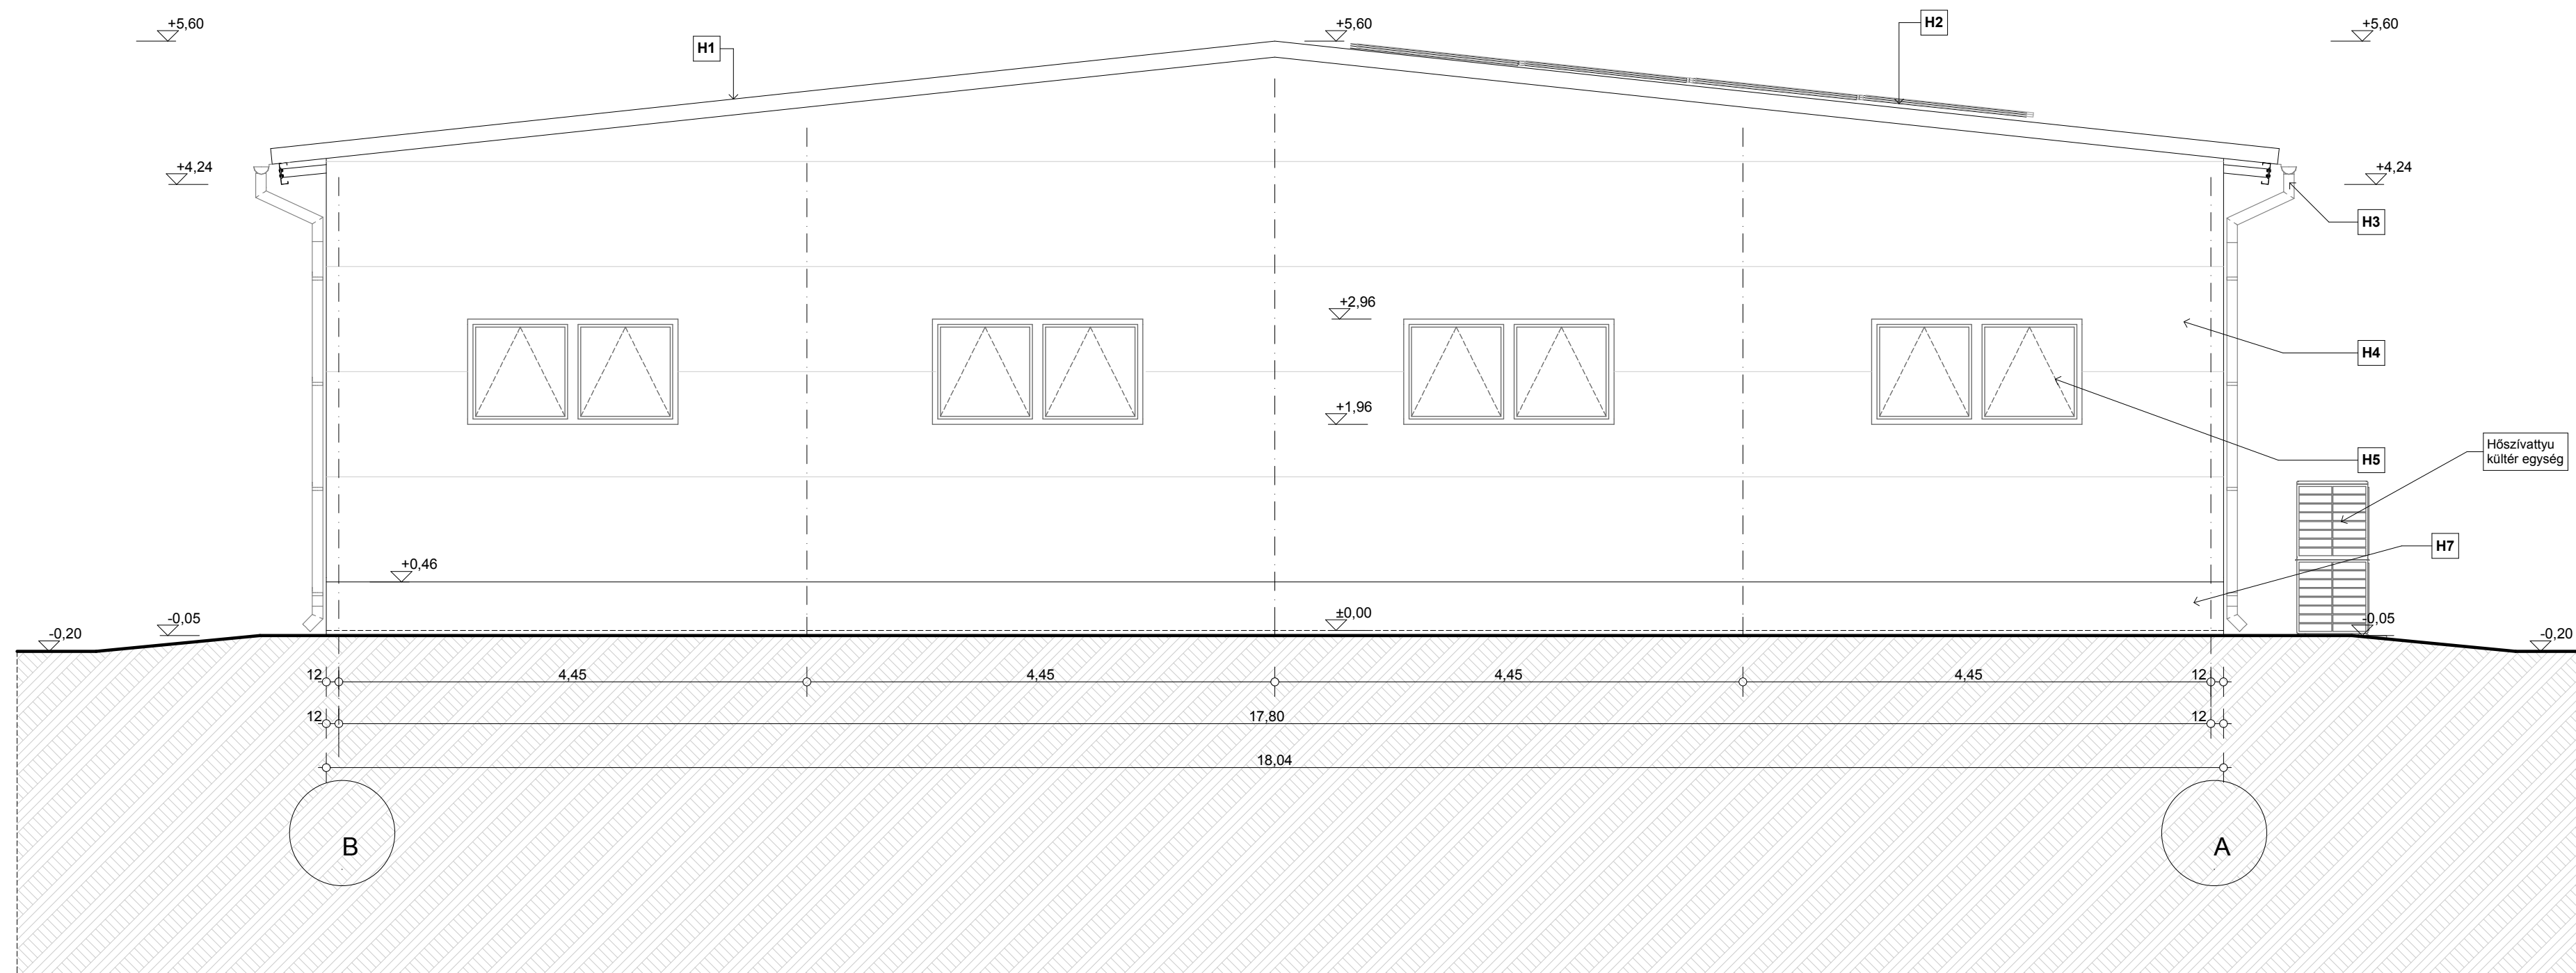 +5,60
+5,60
H2
+5,60
H1
+4,24
+4,24
H3
+2,96
H4
+1,96
Hőszívattyu
kültér egység
H5
H7
+0,46
-0,05
±0,00
-0,05
-0,20
-0,20
12
4,45
4,45
4,45
4,45
12
12
17,80
12
18,04
B
A